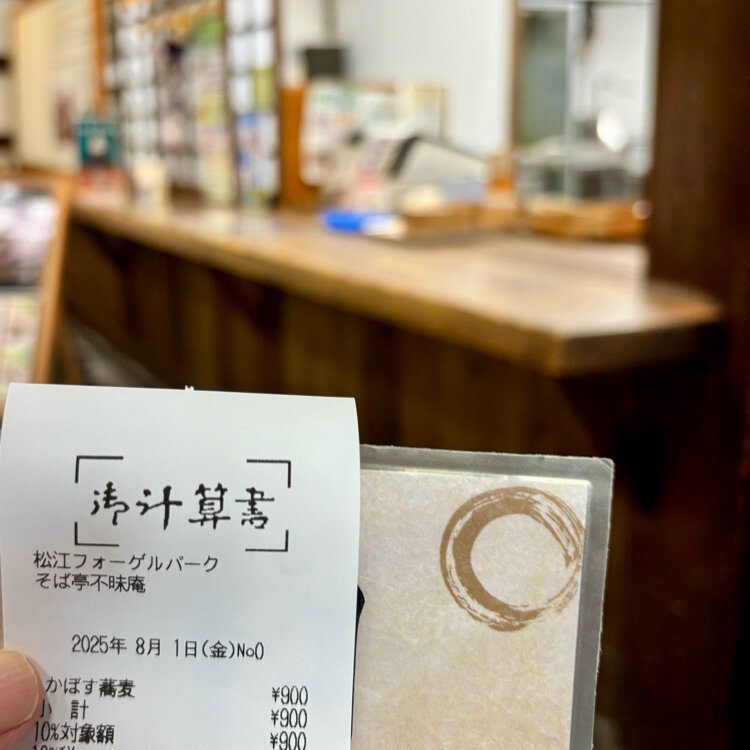 御計算書
松江フォーゲルパーク
そば亭不昧庵
2025年 8月 1日(金)No0
かぼす蕎麦 ¥900
小 計 ¥900
10%対象額 ¥900